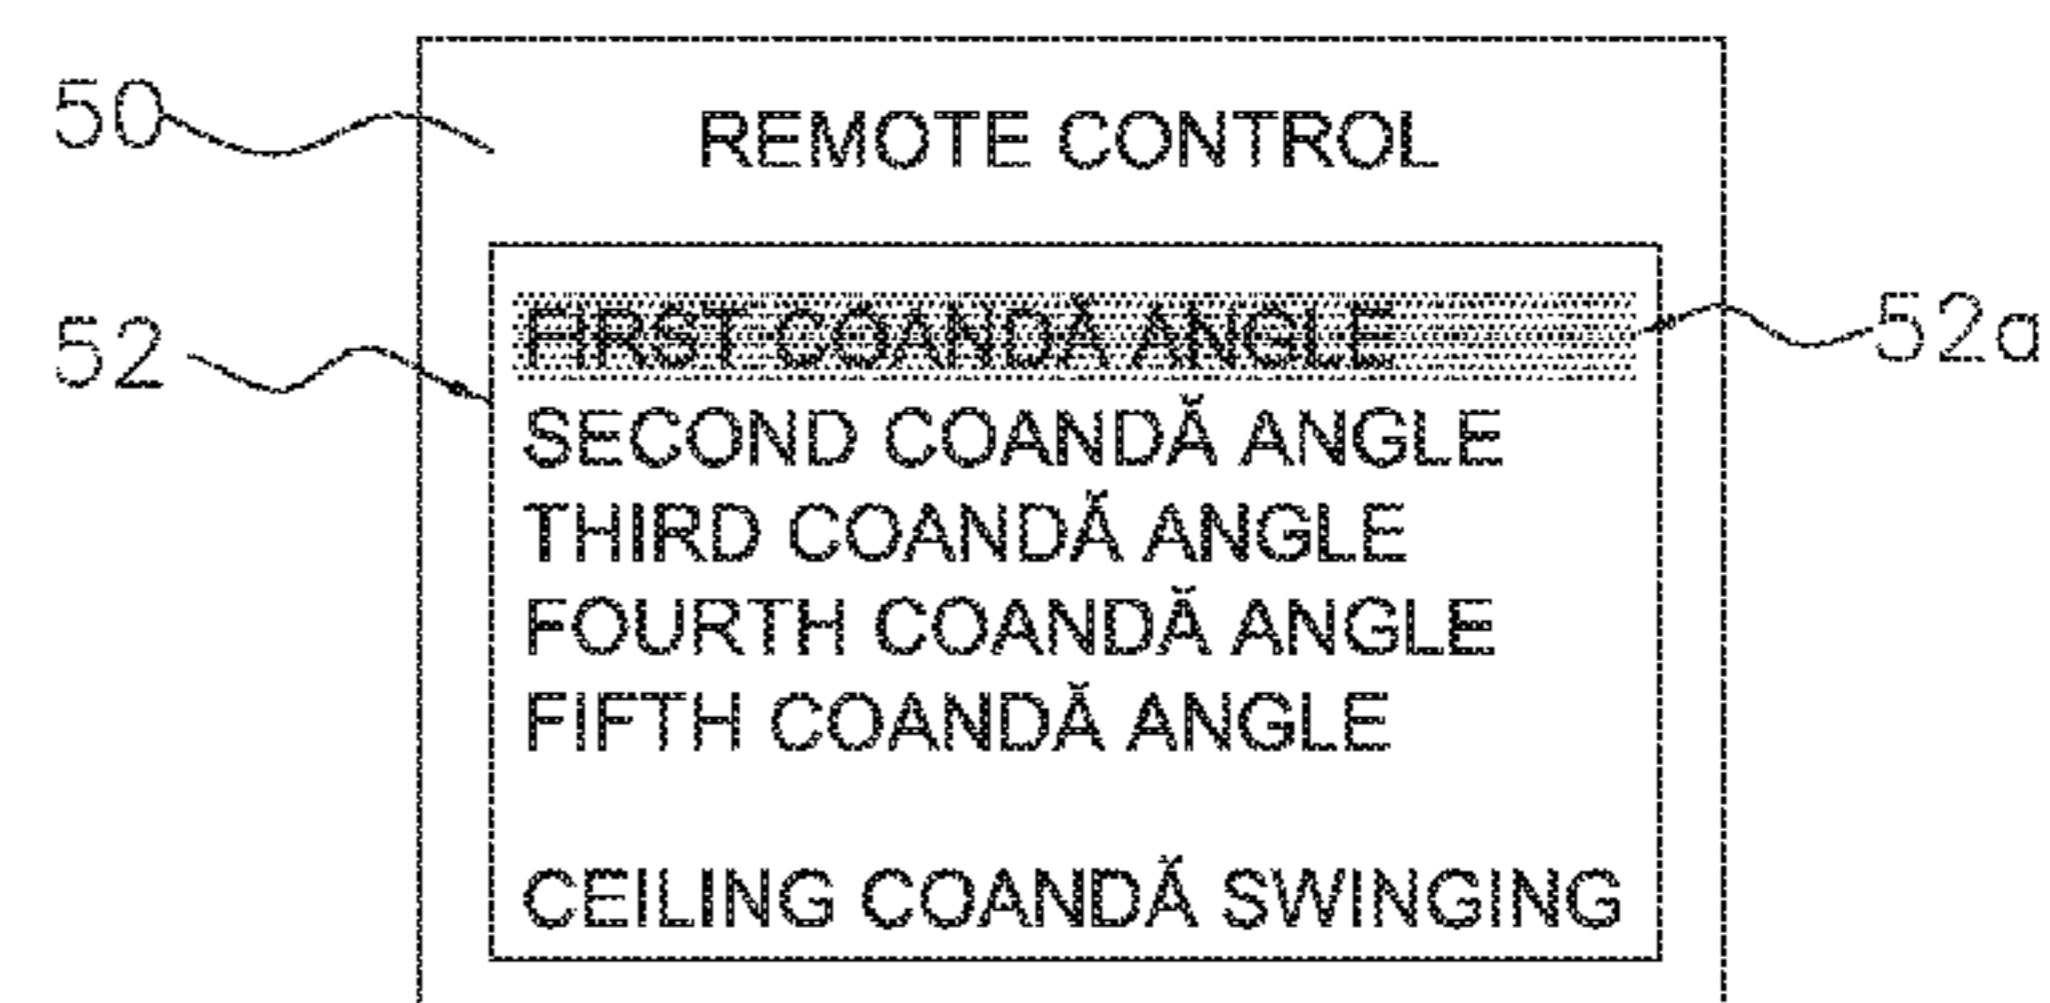 50
REMOTE CONTROL
52
FIRST COANDĂ ANGLE
52a
SECOND COANDĂ ANGLE
THIRD COANDĂ ANGLE
FOURTH COANDĂ ANGLE
FIFTH COANDĂ ANGLE
CEILING COANDĂ SWINGING